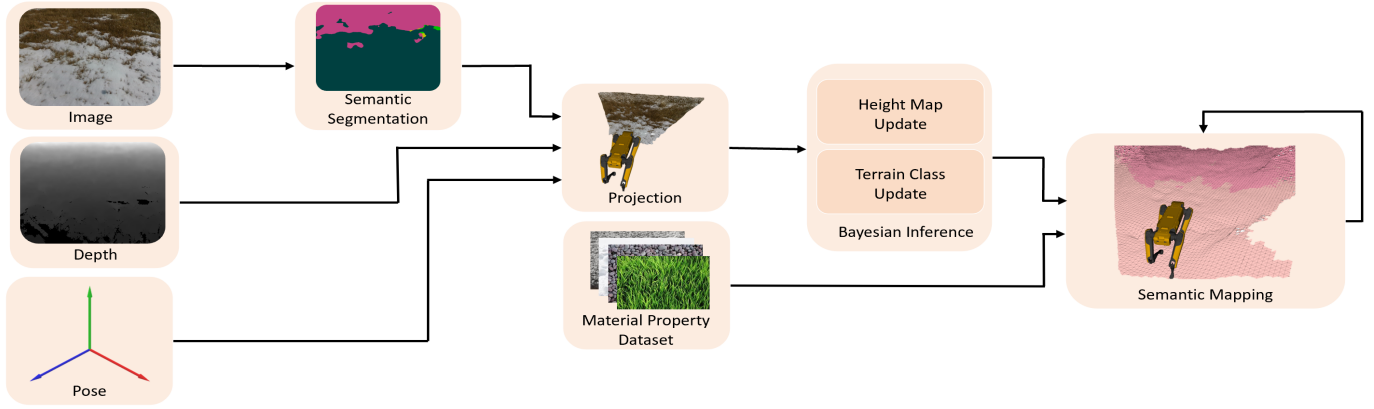 Image
Semantic
Segmentation
Depth
Pose
Projection
Material Property
Dataset
Height Map
Update
Terrain Class
Update
Bayesian Inference
Semantic Mapping